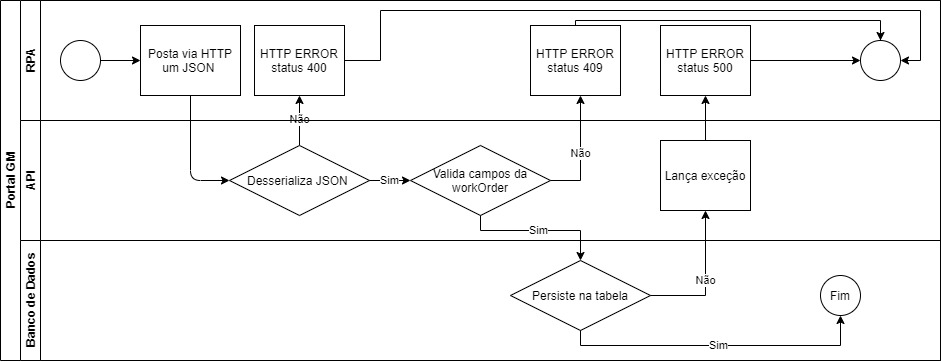 Portal GM
RPA
Posta via HTTP
um JSON
HTTP ERROR
status 400
HTTP ERROR
status 409
HTTP ERROR
status 500
API
Não
Desserializa JSON
Sim
Valida campos da
workOrder
Não
Lança exceção
Sim
Banco de Dados
Persiste na tabela
Não
Fim
Sim